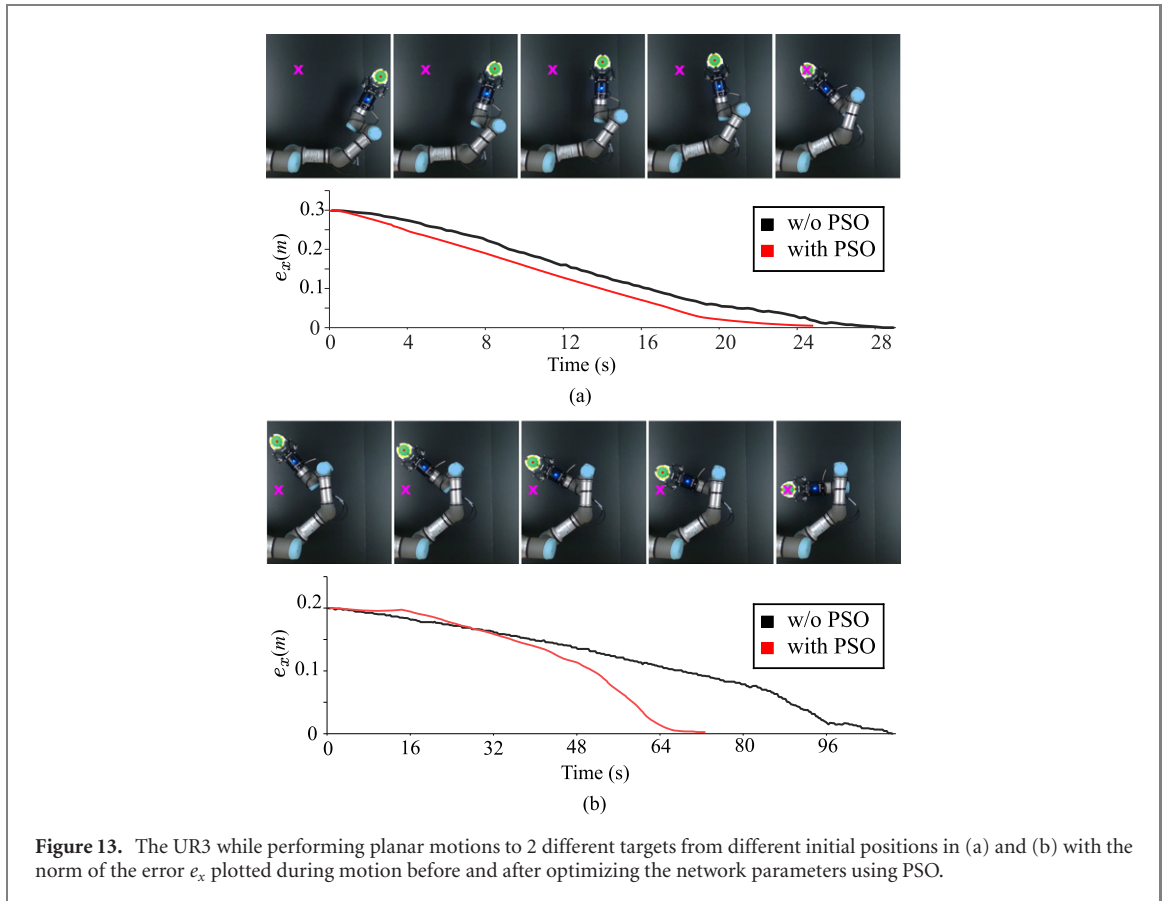 x x x x x
0.3
0.2
0.1
0
e_x(m)
w/o PSO
with PSO
0 4 8 12 16 20 24 28
Time (s)
(a)
x x x x x
0.2
0.1
0
e_x(m)
w/o PSO
with PSO
0 16 32 48 64 80 96
Time (s)
(b)
Figure 13. The UR3 while performing planar motions to 2 different targets from different initial positions in (a) and (b) with the
norm of the error e_x plotted during motion before and after optimizing the network parameters using PSO.